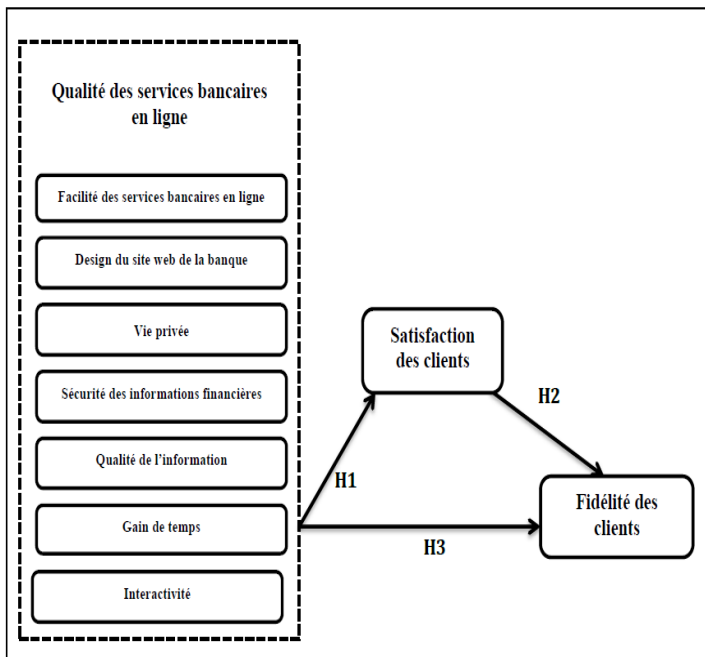 Qualité des services bancaires
en ligne
Facilité des services bancaires en ligne
Design du site web de la banque
Vie privée
Sécurité des informations financières
Qualité de l'information
Gain de temps
Interactivité
Satisfaction
des clients
H1
H2
H3
Fidélité des
clients